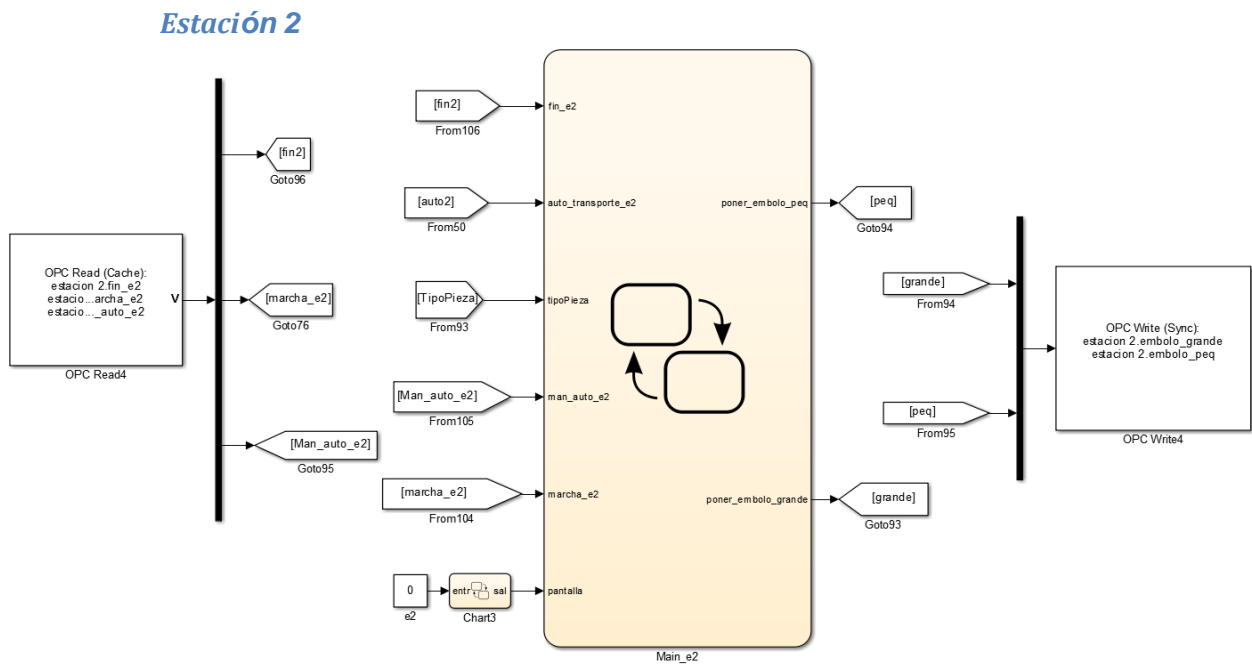 Estación 2
OPC Read (Cache):
estacion 2.fin_e2
estacio...archa_e2
estacio..._auto_e2
V
OPC Read4
[fin2]
Goto96
[marcha_e2]
Goto76
[Man_auto_e2]
Goto95
[fin2]
From106
[auto2]
From50
[TipoPieza]
From93
[Man_auto_e2]
From105
[marcha_e2]
From104
0
e2
entr
sal
Chart3
fin_e2
auto_transporte_e2
tipoPieza
man_auto_e2
marcha_e2
pantalla
poner_embolo_peq
poner_embolo_grande
Main_e2
[peq]
Goto94
[grande]
Goto93
[grande]
From94
[peq]
From95
OPC Write (Sync):
estacion 2.embolo_grande
estacion 2.embolo_peq
OPC Write4